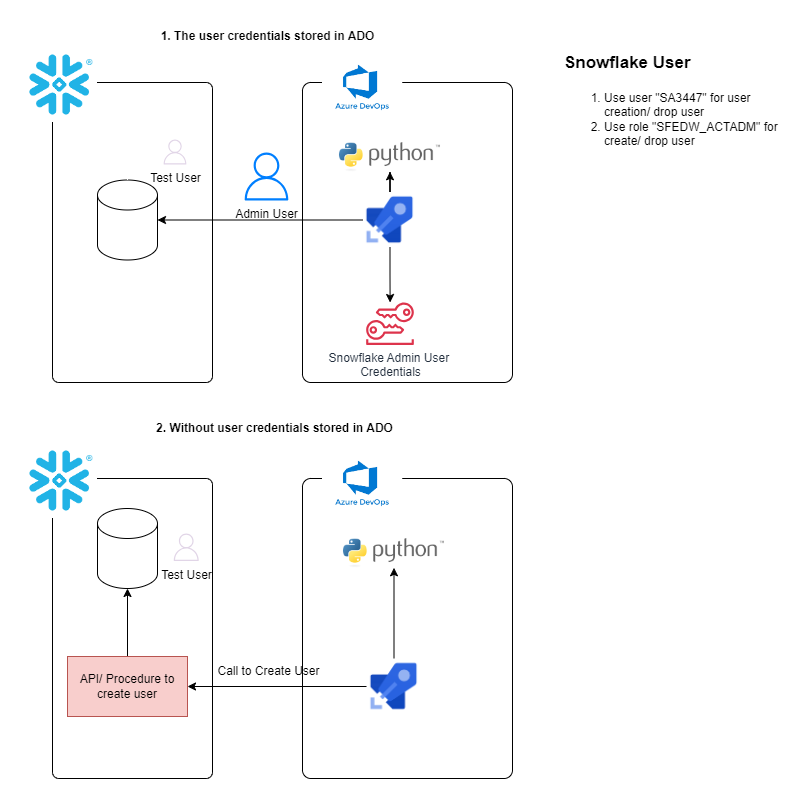 1. The user credentials stored in ADO
®
Azure DevOps
Snowflake User
1. Use user "SA3447" for user
creation/ drop user
2. Use role "SFEDW_ACTADM" for
create/ drop user
python™
Test User
Admin User
Snowflake Admin User
Credentials
2. Without user credentials stored in ADO
®
Azure DevOps
python™
Test User
Call to Create User
API/ Procedure to
create user